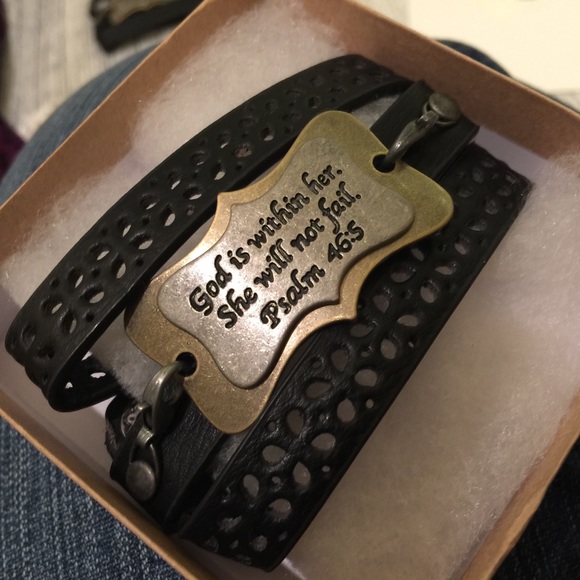 God is within her.
She will not fail.
Psalm 46:5